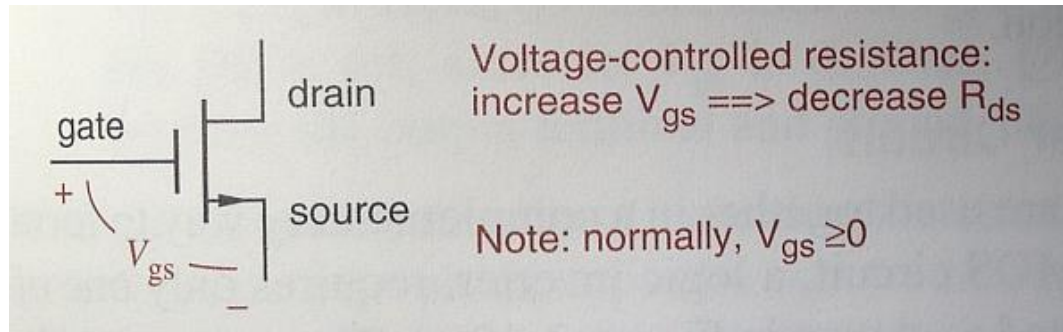 drain
gate
source
+
Vgs
–
Voltage-controlled resistance:
increase Vgs ==> decrease Rds
Note: normally, Vgs ≥0